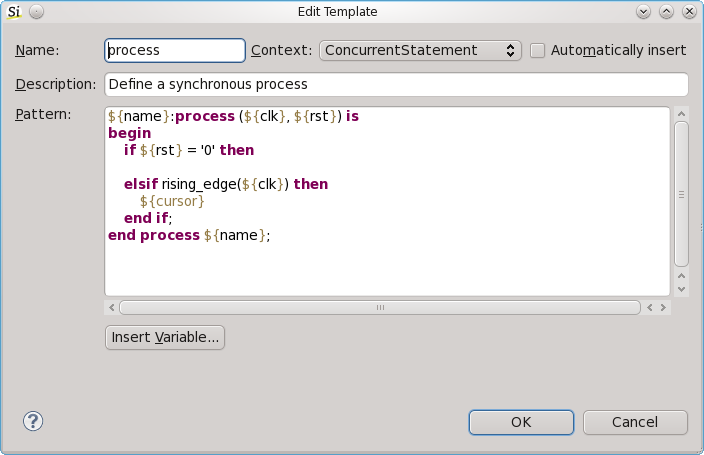 Si
Edit Template
Name: process Context: ConcurrentStatement Automatically insert
Description: Define a synchronous process
Pattern: ${name}:process (${clk}, ${rst}) is
begin
if ${rst} = '0' then
elsif rising_edge(${clk}) then
${cursor}
end if;
end process ${name};
Insert Variable...
?
OK Cancel